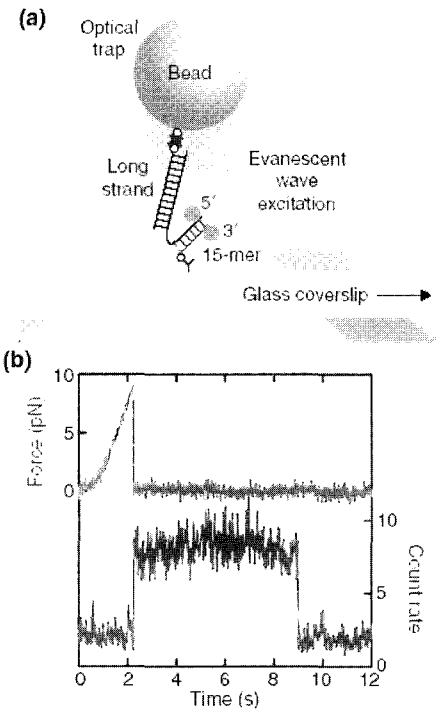 (a)
Optical
trap
Bead
Long
strand
Evanescent
wave
excitation
5'
3'
15-mer
Glass coverslip
(b)
10
5
0
Force (pN)
10
5
0
Count rate
0 2 4 6 8 10 12
Time (s)